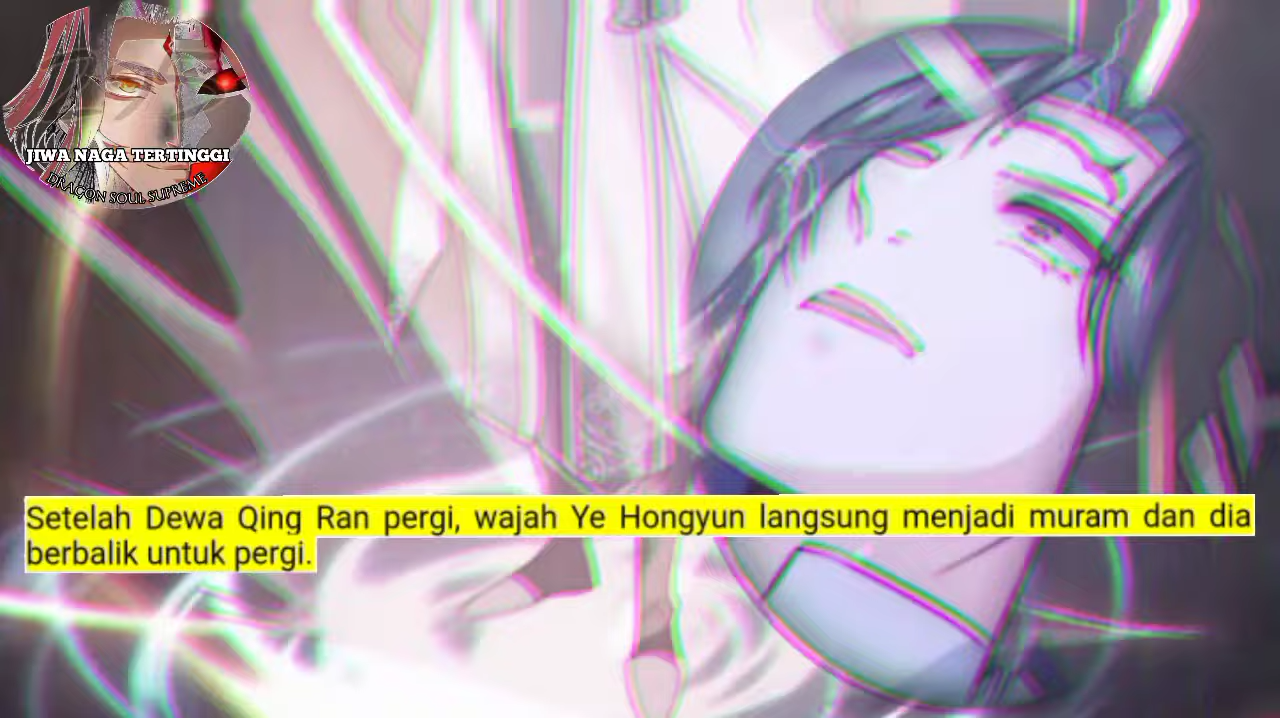 JIWA NAGA TERTINGGI
DRAGON SOUL SUPREME
Setelah Dewa Qing Ran pergi, wajah Ye Hongyun langsung menjadi muram dan dia
berbalik untuk pergi.